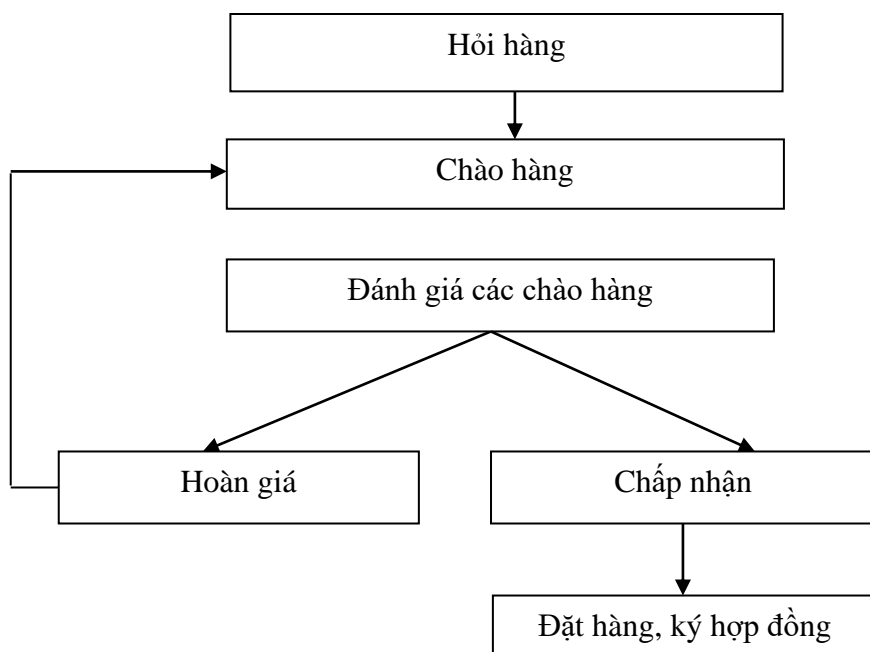 Hỏi hàng
Chào hàng
Đánh giá các chào hàng
Hoàn giá
Chấp nhận
Đặt hàng, ký hợp đồng